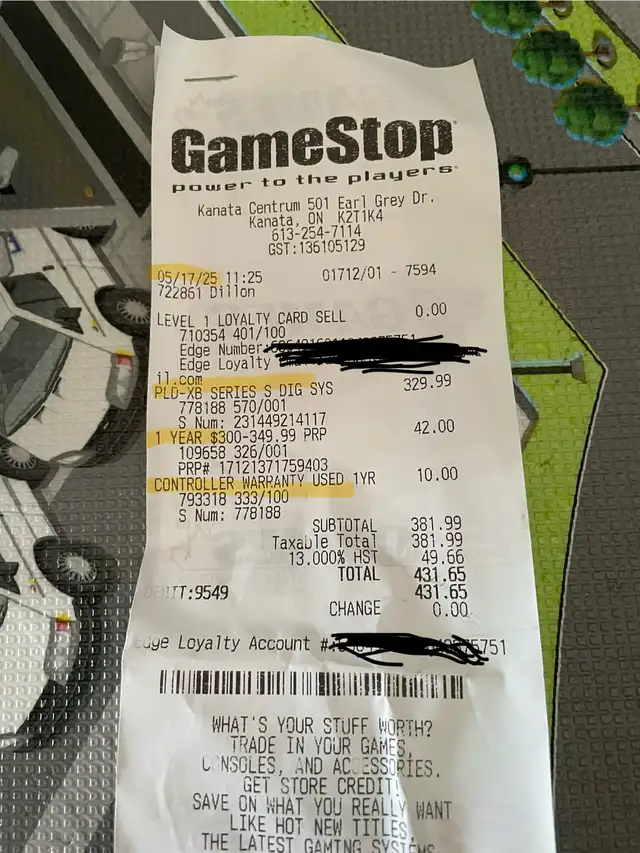 GameStop
power to the players
Kanata Centrum 501 Earl Grey Dr.
Kanata, ON K2T1K4
613-254-7114
GST:136105129
05/17/25 11:25 01712/01 - 7594
722861 Dillon
LEVEL 1 LOYALTY CARD SELL 0.00
710354 401/100
Edge Number:
Edge Loyalty
il.com
PLD-XB SERIES S DIG SYS 329.99
778188 570/001
S Num: 231449214117
1 YEAR $300-349.99 PRP 42.00
109658 326/001
PRP# 17121371759403
CONTROLLER WARRANTY USED 1YR 10.00
793318 333/100
S Num: 778188
SUBTOTAL 381.99
Taxable Total 381.99
13.000% HST 49.66
TOTAL 431.65
DEBIT:9549 431.65
CHANGE 0.00
Edge Loyalty Account # 5751
WHAT'S YOUR STUFF WORTH?
TRADE IN YOUR GAMES,
CONSOLES, AND ACCESSORIES.
GET STORE CREDIT!
SAVE ON WHAT YOU REALLY WANT
LIKE HOT NEW TITLES,
THE LATEST GAMING SYSTEMS